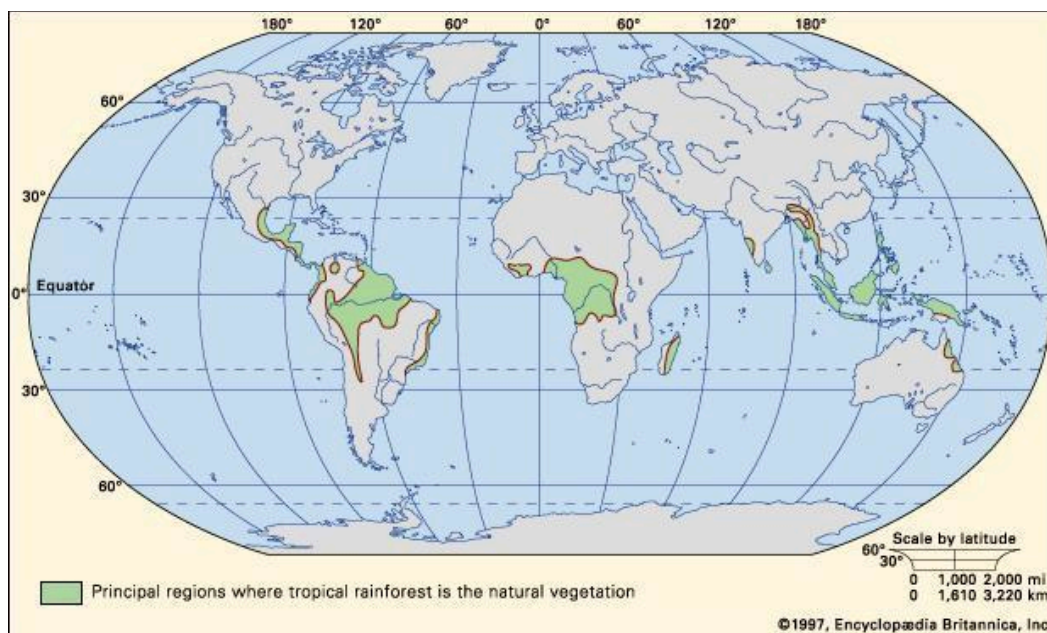 180° 120° 60° 0° 60° 120° 180°
60°
30°
Equator
0°
30°
60°
Scale by latitude
60°
30°
0 1,000 2,000 mi
0 1,610 3,220 km
Principal regions where tropical rainforest is the natural vegetation
©1997, Encyclopædia Britannica, Inc